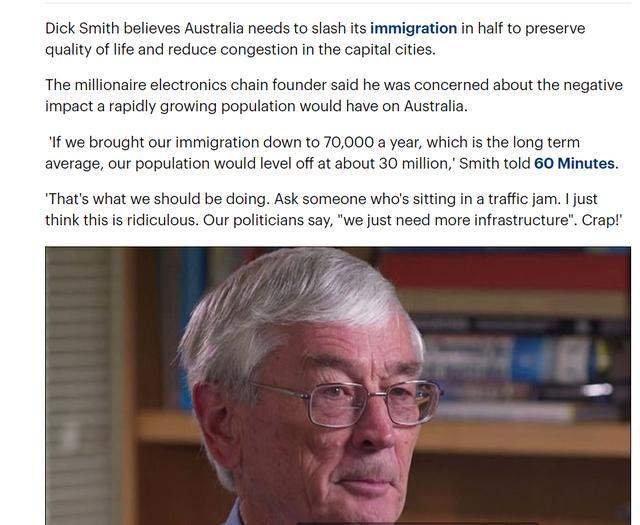 Dick Smith believes Australia needs to slash its immigration in half to preserve
quality of life and reduce congestion in the capital cities.
The millionaire electronics chain founder said he was concerned about the negative
impact a rapidly growing population would have on Australia.
'If we brought our immigration down to 70,000 a year, which is the long term
average, our population would level off at about 30 million,' Smith told 60 Minutes.
'That's what we should be doing. Ask someone who's sitting in a traffic jam. I just
think this is ridiculous. Our politicians say, "we just need more infrastructure". Crap!'